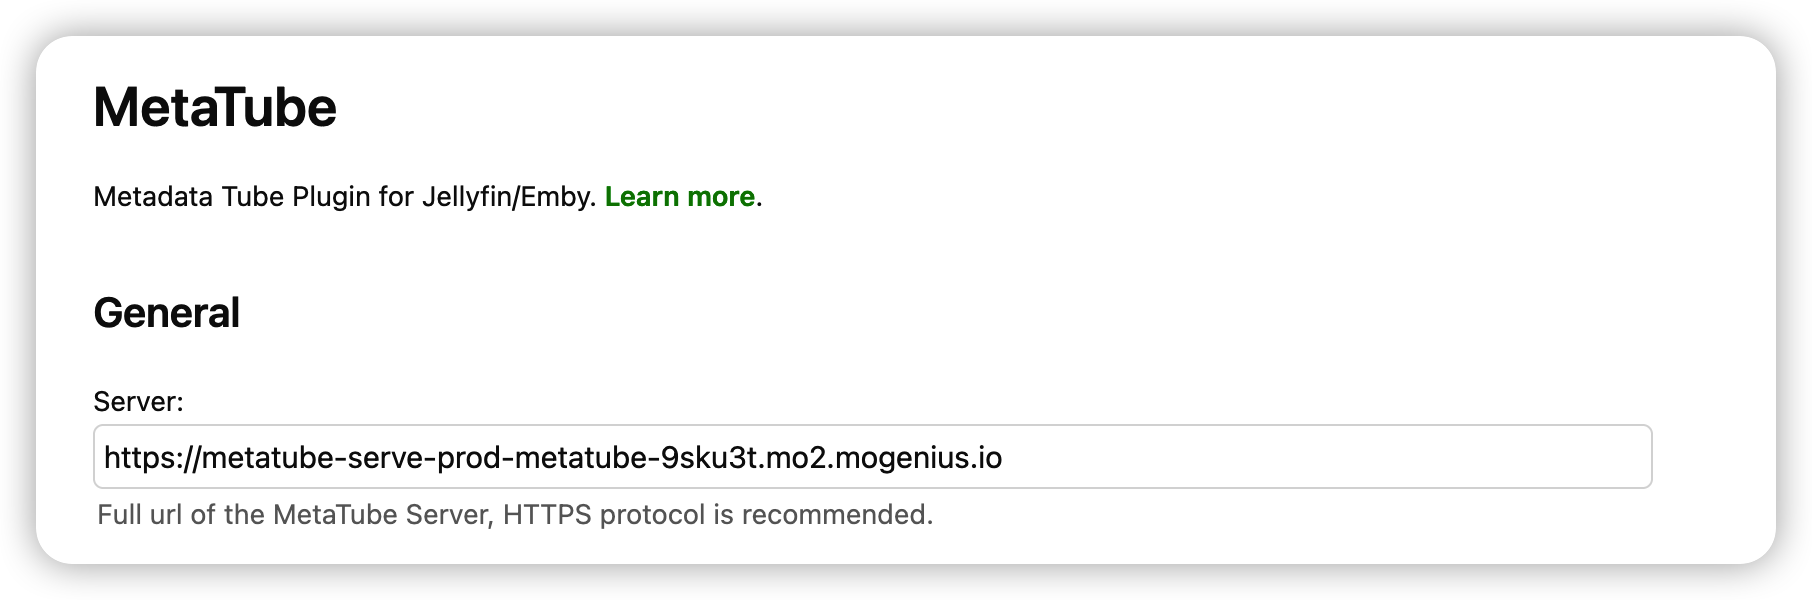 MetaTube
Metadata Tube Plugin for Jellyfin/Emby. Learn more.
General
Server:
https://metatube-serve-prod-metatube-9sku3t.mo2.mogenius.io
Full url of the MetaTube Server, HTTPS protocol is recommended.